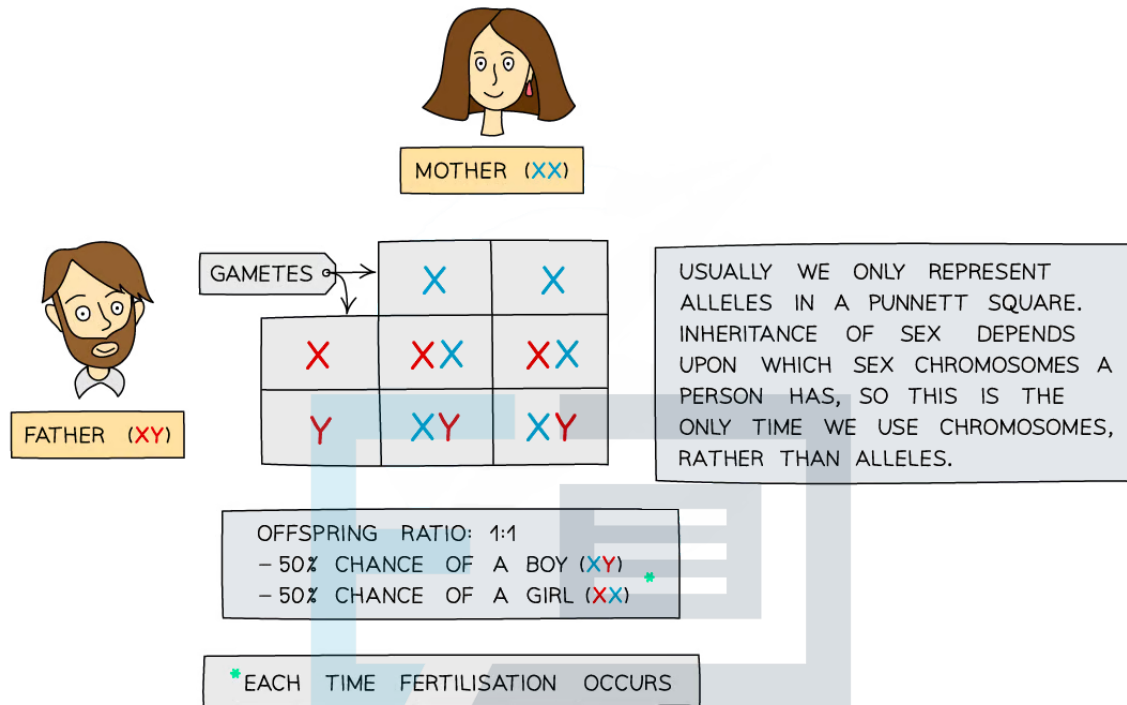 MOTHER (XX)
GAMETES
X X
X XX XX
Y XY XY
FATHER (XY)
USUALLY WE ONLY REPRESENT
ALLELES IN A PUNNETT SQUARE.
INHERITANCE OF SEX DEPENDS
UPON WHICH SEX CHROMOSOMES A
PERSON HAS, SO THIS IS THE
ONLY TIME WE USE CHROMOSOMES,
RATHER THAN ALLELES.
OFFSPRING RATIO: 1:1
– 50% CHANCE OF A BOY (XY)
– 50% CHANCE OF A GIRL (XX) *
*EACH TIME FERTILISATION OCCURS